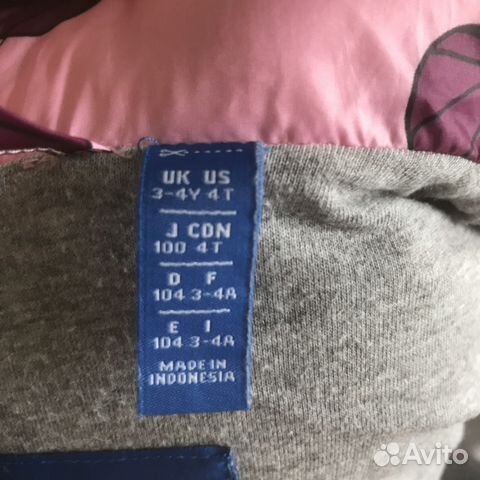 UK US
3-4Y 4T
J CDN
100 4T
D F
104 3-4A
E I
104 3-4A
MADE IN
INDONESIA
Avito